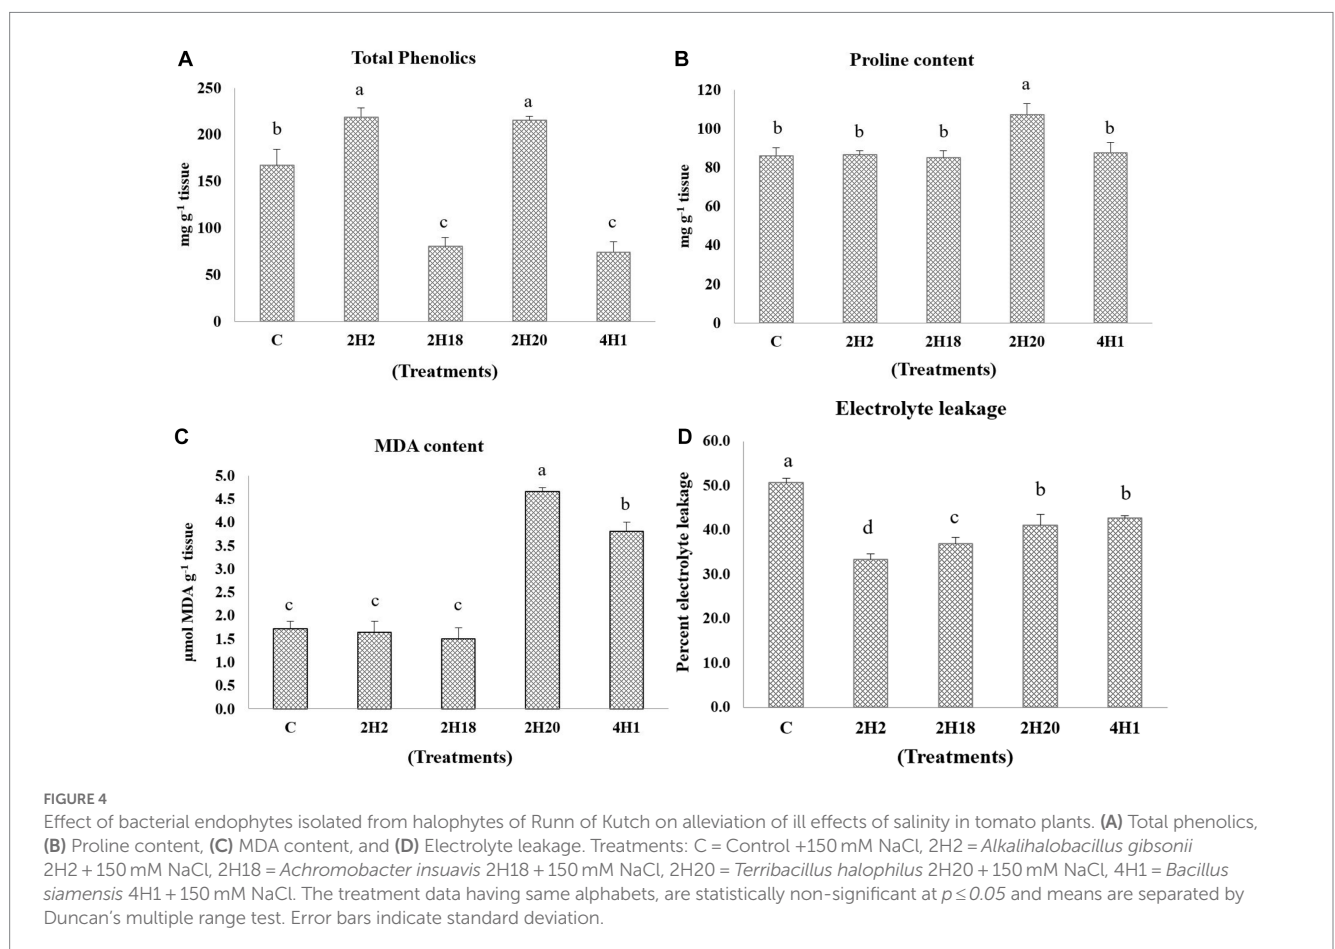 A
Total Phenolics
mg g-1 tissue
250
200
150
100
50
0
b
a
c
a
c
C 2H2 2H18 2H20 4H1
(Treatments)
B
Proline content
mg g-1 tissue
120
100
80
60
40
20
0
b
b
b
a
b
C 2H2 2H18 2H20 4H1
(Treatments)
C
MDA content
µmol MDA g-1 tissue
5.0
4.5
4.0
3.5
3.0
2.5
2.0
1.5
1.0
0.5
0.0
c
c
c
a
b
C 2H2 2H18 2H20 4H1
(Treatments)
D
Electrolyte leakage
Percent electrolyte leakage
60.0
50.0
40.0
30.0
20.0
10.0
0.0
a
d
c
b
b
C 2H2 2H18 2H20 4H1
(Treatments)
FIGURE 4
Effect of bacterial endophytes isolated from halophytes of Runn of Kutch on alleviation of ill effects of salinity in tomato plants. (A) Total phenolics,
(B) Proline content, (C) MDA content, and (D) Electrolyte leakage. Treatments: C = Control +150 mM NaCl, 2H2 = Alkalihalobacillus gibsonii
2H2 + 150 mM NaCl, 2H18 = Achromobacter insuavis 2H18 + 150 mM NaCl, 2H20 = Terribacillus halophilus 2H20 + 150 mM NaCl, 4H1 = Bacillus
siamensis 4H1 + 150 mM NaCl. The treatment data having same alphabets, are statistically non-significant at p ≤ 0.05 and means are separated by
Duncan's multiple range test. Error bars indicate standard deviation.